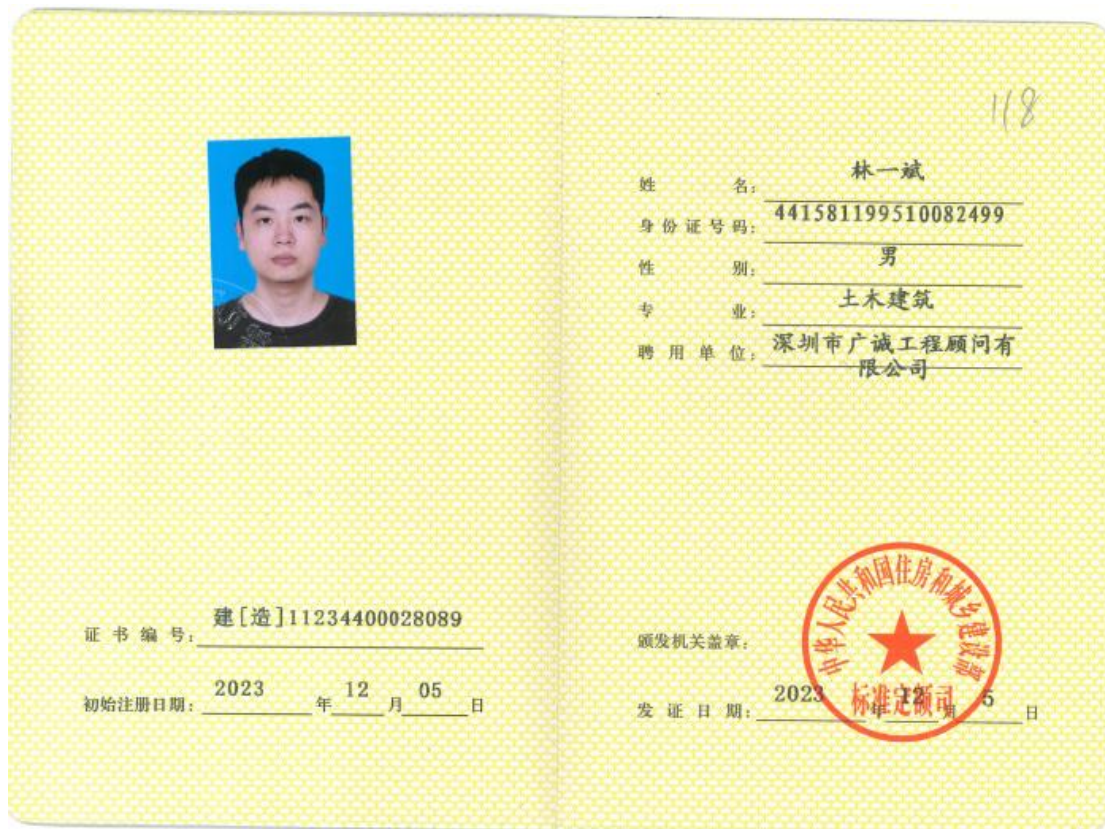 118
姓 名: 林一斌
身份证号码: 441581199510082499
性 别: 男
专 业: 土木建筑
聘用单位: 深圳市广诚工程顾问有
限公司
证书编号: 建[造]11234400028089
初始注册日期: 2023 年 12 月 05 日
颁发机关盖章:
中华人民共和国住房和城乡建设部
标准定额司
发证日期: 2023 年 12 月 5 日